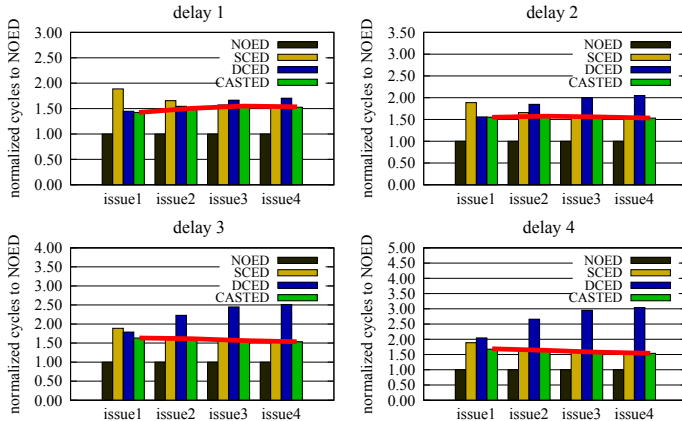 delay 1
normalized cycles to NOED
3.00
2.50
2.00
1.50
1.00
0.50
0.00
NOED
SCED
DCED
CASTED
issue1 issue2 issue3 issue4
delay 2
normalized cycles to NOED
3.50
3.00
2.50
2.00
1.50
1.00
0.50
0.00
NOED
SCED
DCED
CASTED
issue1 issue2 issue3 issue4
delay 3
normalized cycles to NOED
4.00
3.50
3.00
2.50
2.00
1.50
1.00
0.50
0.00
NOED
SCED
DCED
CASTED
issue1 issue2 issue3 issue4
delay 4
normalized cycles to NOED
5.00
4.50
4.00
3.50
3.00
2.50
2.00
1.50
1.00
0.50
0.00
NOED
SCED
DCED
CASTED
issue1 issue2 issue3 issue4